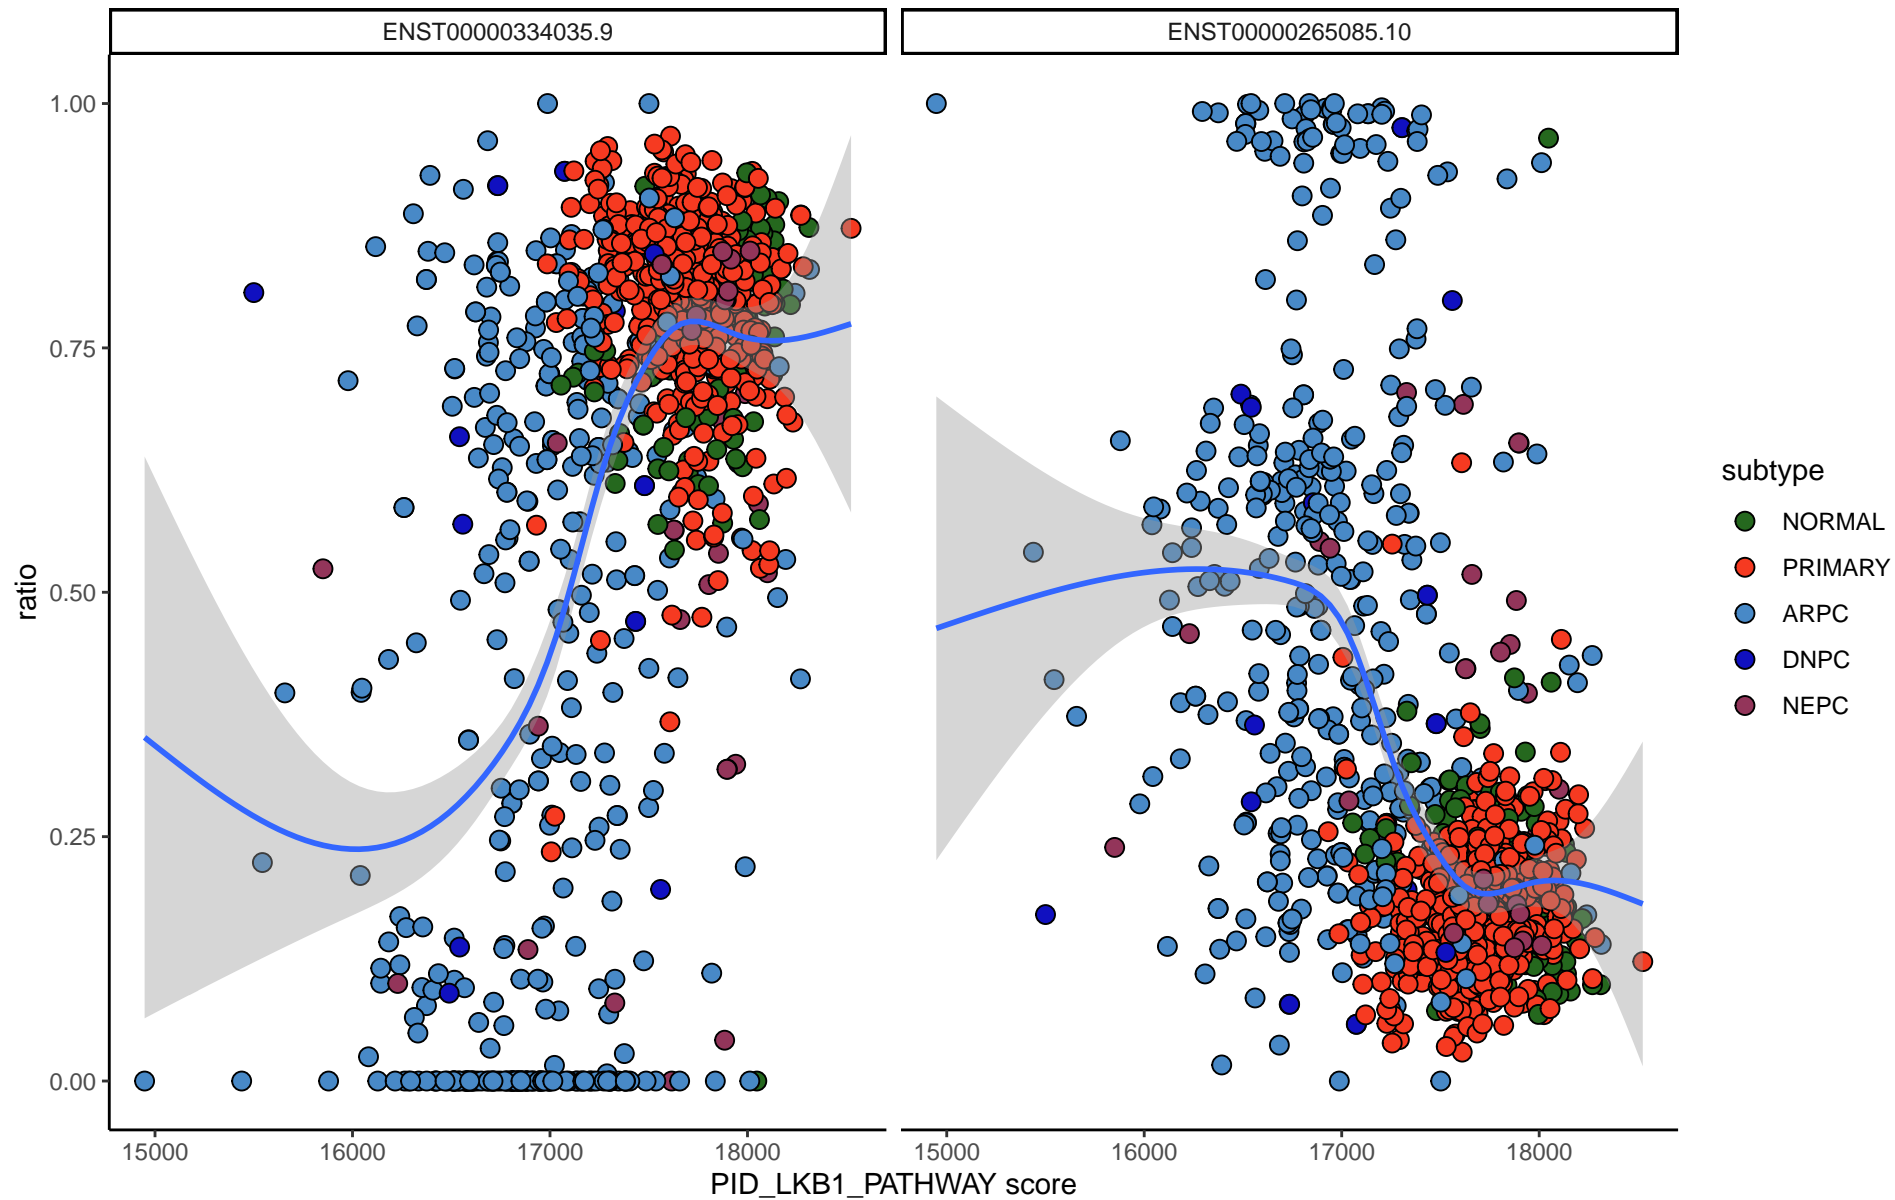 ENST00000334035.9
ENST00000265085.10
1.00
0.75
0.50
0.25
0.00
ratio
15000
16000
17000
18000
15000
16000
17000
18000
PID_LKB1_PATHWAY score
subtype
NORMAL
PRIMARY
ARPC
DNPC
NEPC